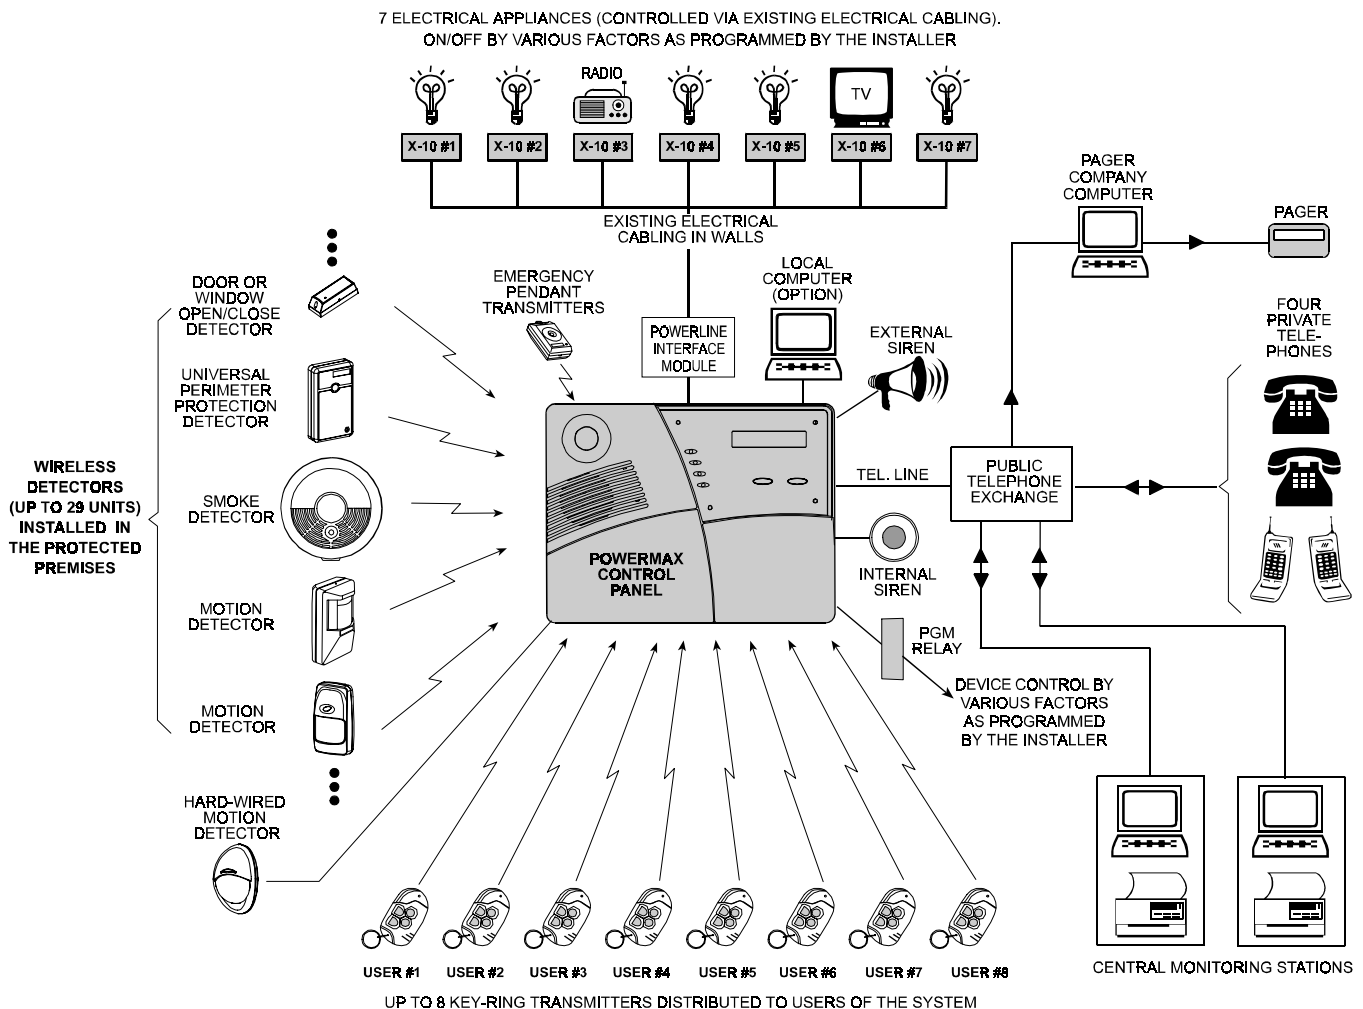 7 ELECTRICAL APPLIANCES (CONTROLLED VIA EXISTING ELECTRICAL CABLING).
ON/OFF BY VARIOUS FACTORS AS PROGRAMMED BY THE INSTALLER
RADIO
TV
X-10 #1
X-10 #2
X-10 #3
X-10 #4
X-10 #5
X-10 #6
X-10 #7
EXISTING ELECTRICAL
CABLING IN WALLS
PAGER
COMPANY
COMPUTER
PAGER
DOOR OR
WINDOW
OPEN/CLOSE
DETECTOR
EMERGENCY
PENDANT
TRANSMITTERS
LOCAL
COMPUTER
(OPTION)
POWERLINE
INTERFACE
MODULE
EXTERNAL
SIREN
FOUR
PRIVATE
TELE-
PHONES
UNIVERSAL
PERIMETER
PROTECTION
DETECTOR
WIRELESS
DETECTORS
(UP TO 29 UNITS)
INSTALLED IN
THE PROTECTED
PREMISES
SMOKE
DETECTOR
TEL. LINE
PUBLIC
TELEPHONE
EXCHANGE
POWERMAX
CONTROL
PANEL
INTERNAL
SIREN
MOTION
DETECTOR
PGM
RELAY
MOTION
DETECTOR
DEVICE CONTROL BY
VARIOUS FACTORS
AS PROGRAMMED
BY THE INSTALLER
HARD-WIRED
MOTION
DETECTOR
USER #1
USER #2
USER #3
USER #4
USER #5
USER #6
USER #7
USER #8
CENTRAL MONITORING STATIONS
UP TO 8 KEY-RING TRANSMITTERS DISTRIBUTED TO USERS OF THE SYSTEM